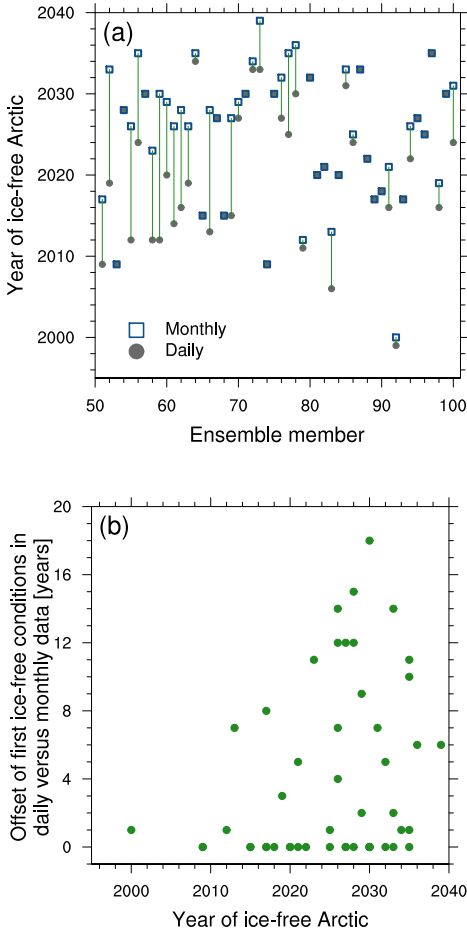 (a)
2040
2030
2020
2010
2000
Year of ice-free Arctic
Monthly
Daily
50 60 70 80 90 100
Ensemble member
(b)
20
16
12
8
4
0
Offset of first ice-free conditions in
daily versus monthly data [years]
2000 2010 2020 2030 2040
Year of ice-free Arctic